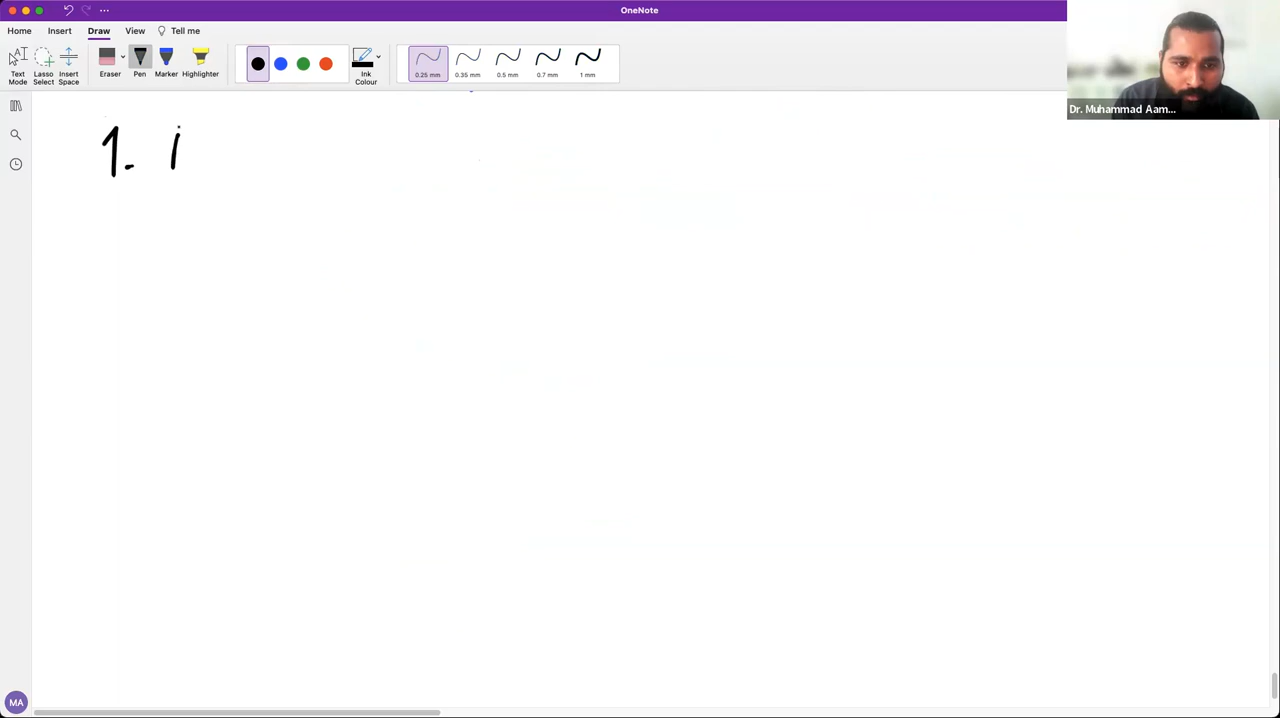 OneNote
Home Insert Draw View Tell me
Text Mode Lasso Select Insert Space Eraser Pen Marker Highlighter Ink Colour 0.25 mm 0.35 mm 0.5 mm 0.7 mm 1 mm
Dr. Muhammad Aam...
1. i
MA